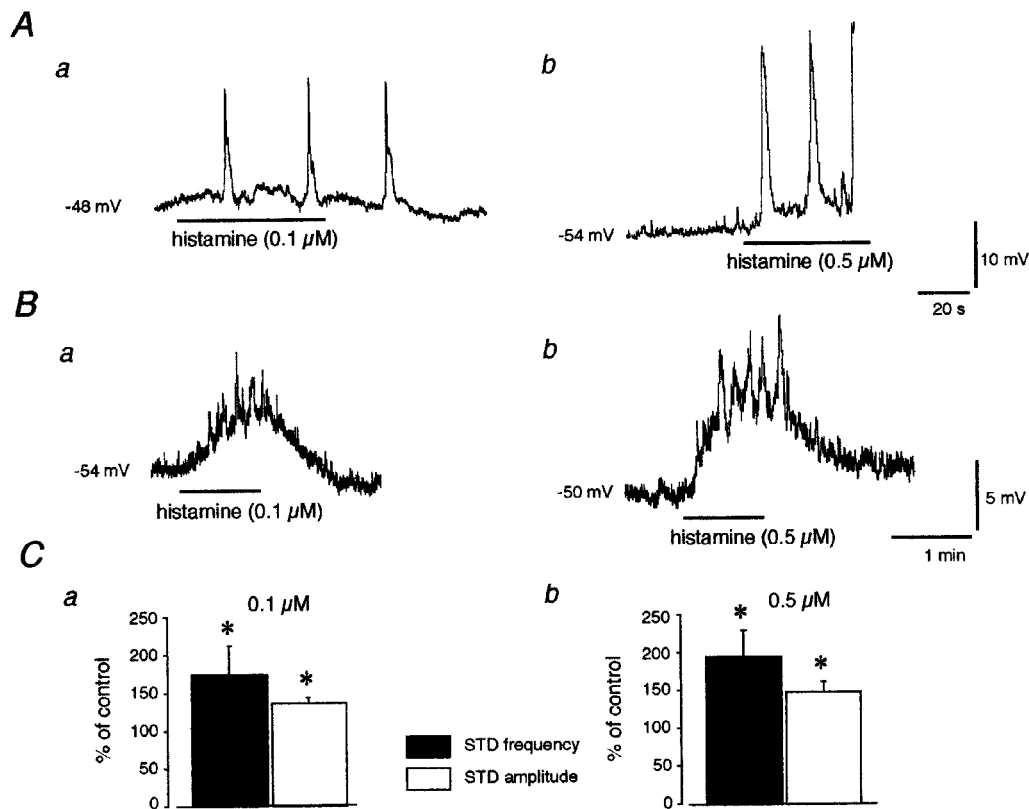 A
a
b
-48 mV
histamine (0.1 µM)
-54 mV
histamine (0.5 µM)
10 mV
20 s
B
a
b
-54 mV
histamine (0.1 µM)
-50 mV
histamine (0.5 µM)
5 mV
1 min
C
a
0.1 µM
% of control
250
200
150
100
50
0
*
*
STD frequency
STD amplitude
b
0.5 µM
% of control
250
200
150
100
50
0
*
*